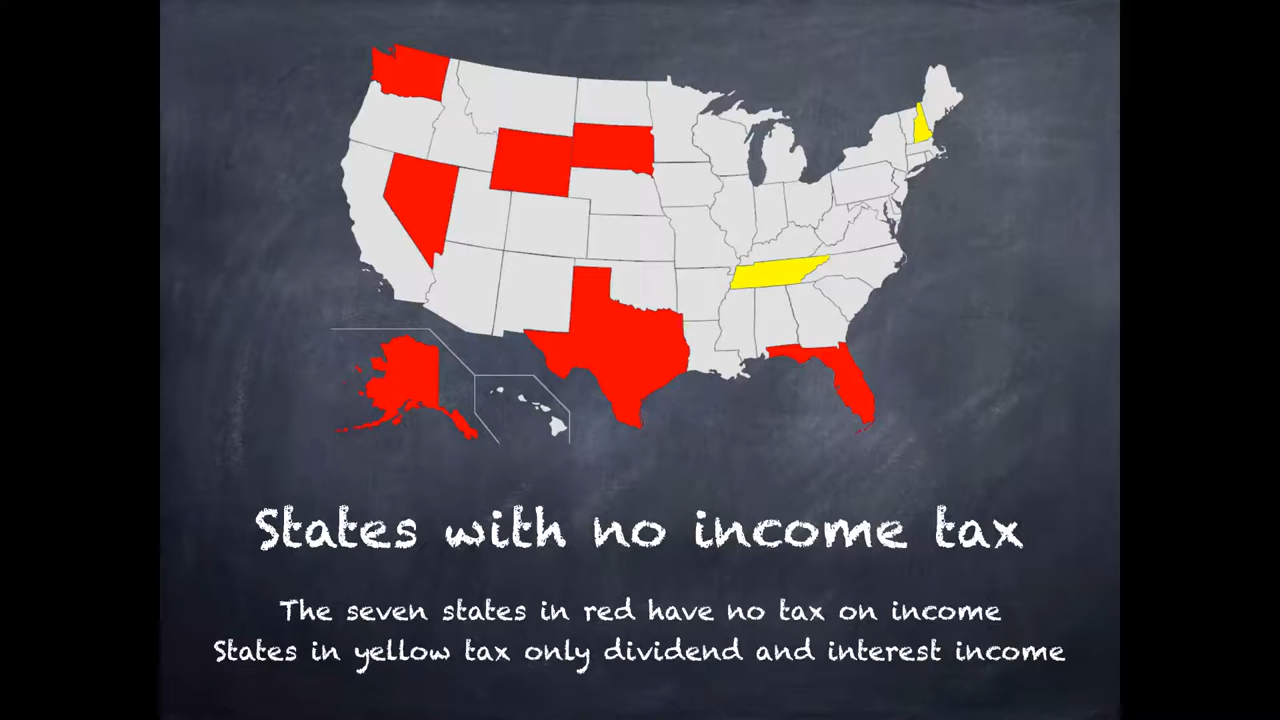 States with no income tax
The seven states in red have no tax on income
States in yellow tax only dividend and interest income